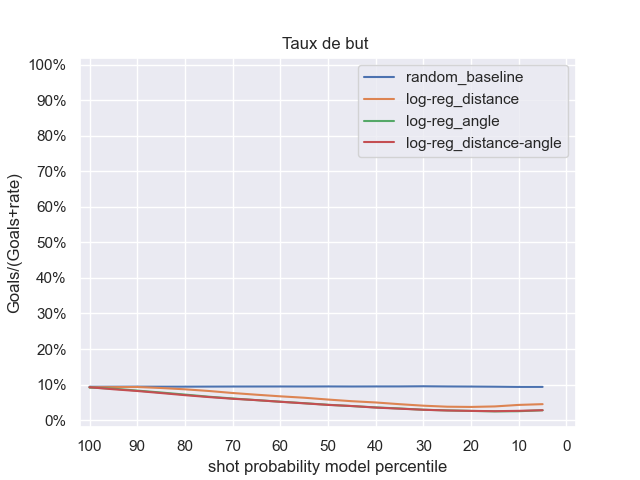 Taux de but
random_baseline
log-reg_distance
log-reg_angle
log-reg_distance-angle
Goals/(Goals+rate)
100%
90%
80%
70%
60%
50%
40%
30%
20%
10%
0%
100 90 80 70 60 50 40 30 20 10 0
shot probability model percentile